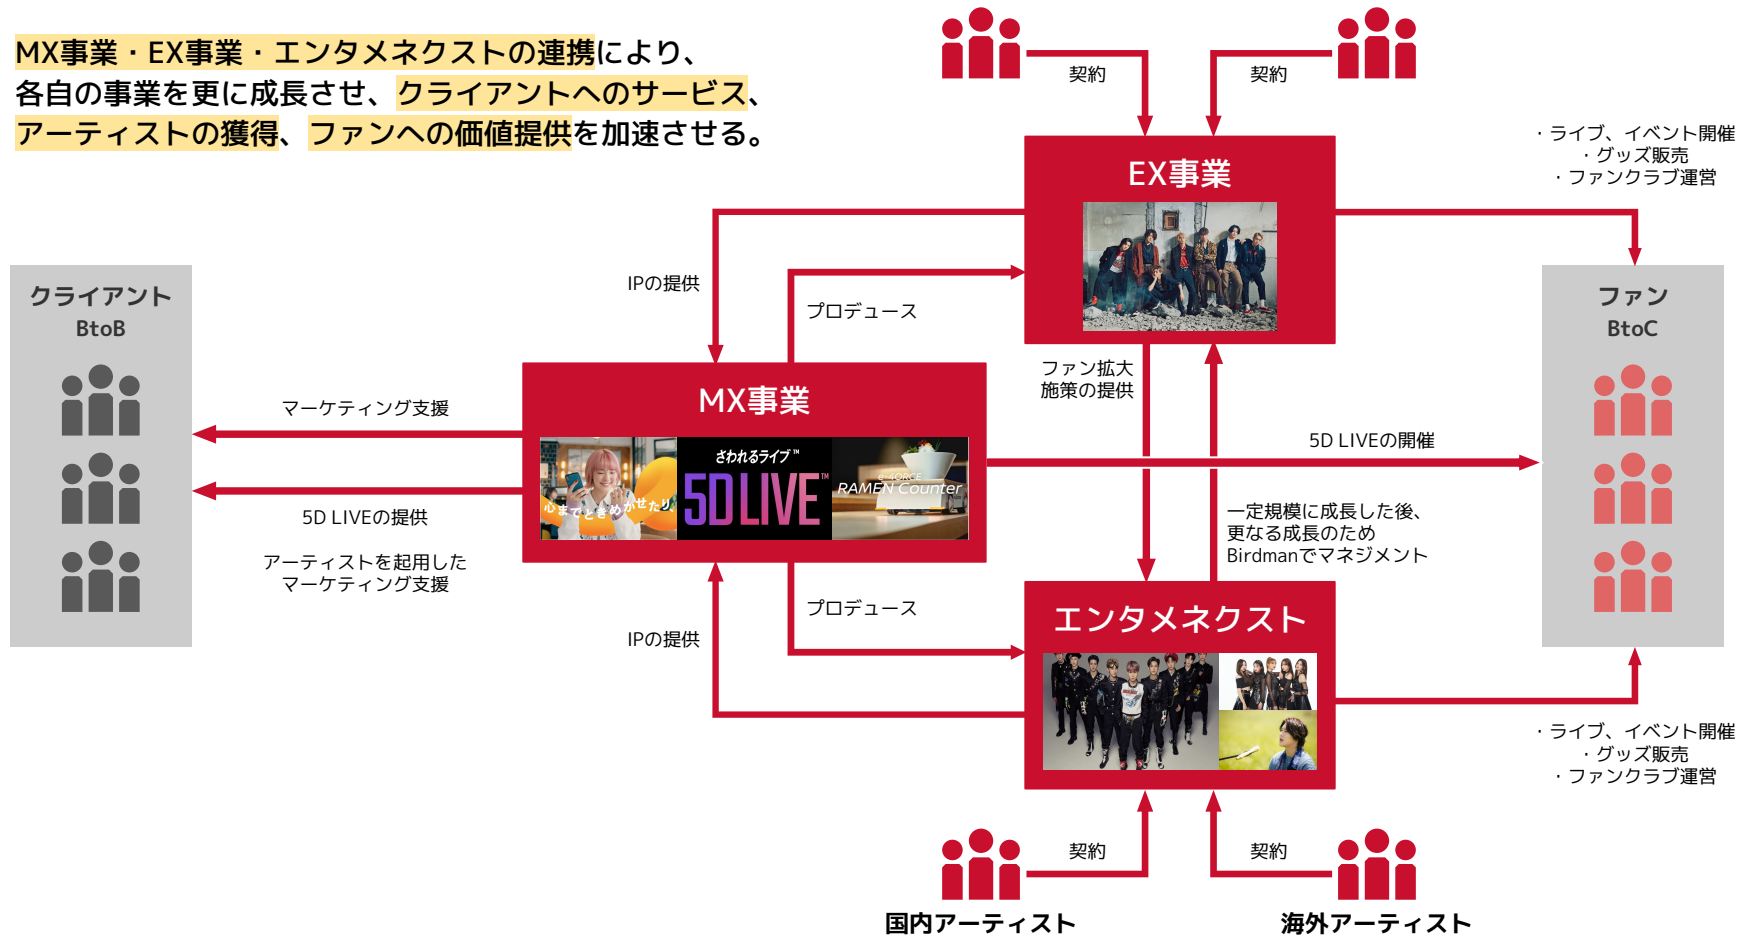 MX事業・EX事業・エンタメネクストの連携により、
各自の事業を更に成長させ、クライアントへのサービス、
アーティストの獲得、ファンへの価値提供を加速させる。
契約
契約
・ライブ、イベント開催
・グッズ販売
・ファンクラブ運営
EX事業
IPの提供
プロデュース
クライアント
BtoB
ファン
BtoC
ファン拡大
施策の提供
MX事業
マーケティング支援
5D LIVEの開催
さわれるライブ™
5D LIVE™
RAMEN Counter
心までときめかせたり、
5D LIVEの提供
アーティストを起用した
マーケティング支援
一定規模に成長した後、
更なる成長のため
Birdmanでマネジメント
プロデュース
IPの提供
エンタメネクスト
・ライブ、イベント開催
・グッズ販売
・ファンクラブ運営
契約
契約
国内アーティスト
海外アーティスト